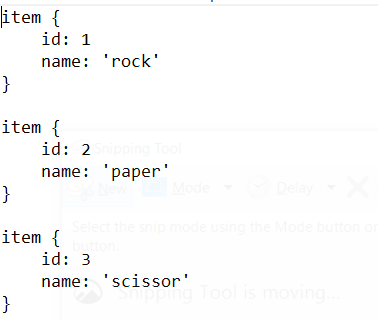 item {
    id: 1
    name: 'rock'
}

item {
    id: 2
    name: 'paper'
}

item {
    id: 3
    name: 'scissor'
}
Snipping Tool
New Mode Delay
Select the snip mode using the Mode button or
button.
Snipping Tool is moving...